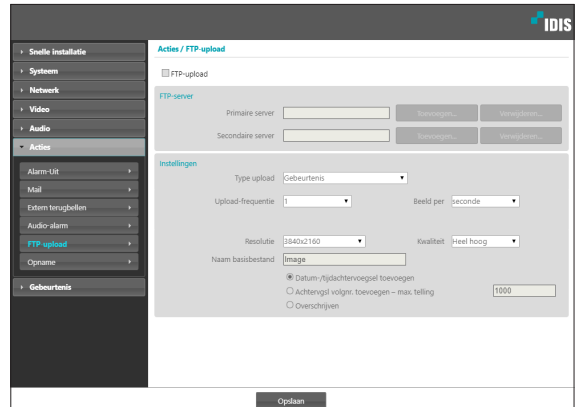 IDIS
Snelle installatie
Systeem
Netwerk
Video
Audio
Acties
Alarm-Uit
Mail
Extern terugbellen
Audio-alarm
FTP-upload
Opname
Gebeurtenis
Acties / FTP-upload
FTP-upload
FTP-server
Primaire server Toevoegen... Verwijderen...
Secondaire server Toevoegen... Verwijderen...
Instellingen
Type upload Gebeurtenis
Upload-frequentie 1 Beeld per seconde
Resolutie 3840x2160 Kwaliteit Heel hoog
Naam basisbestand Image
Datum-/tijdachtervoegsel toevoegen
Achtervgsl volgnr. toevoegen – max. telling 1000
Overschrijven
Opslaan